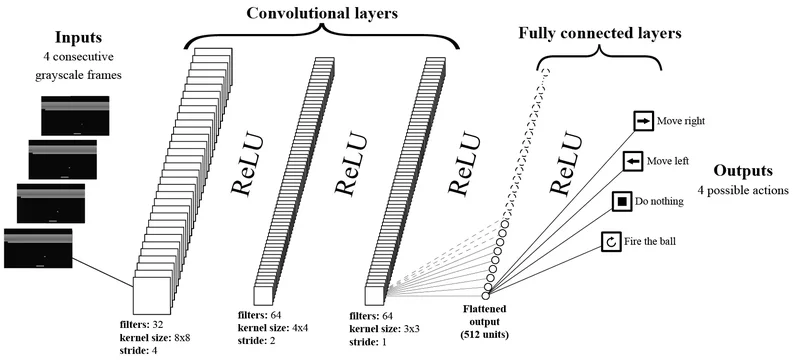 Convolutional layers
Inputs
4 consecutive
grayscale frames
Fully connected layers
ReLU
ReLU
ReLU
ReLU
Move right
Move left
Do nothing
Fire the ball
Outputs
4 possible actions
filters: 32
kernel size: 8x8
stride: 4
filters: 64
kernel size: 4x4
stride: 2
filters: 64
kernel size: 3x3
stride: 1
Flattened
output
(512 units)